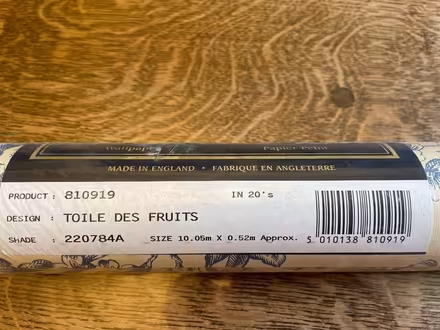 Wallpaper Papier Peint
MADE IN ENGLAND • FABRIQUE EN ANGLETERRE
PRODUCT : 810919 IN 20's
DESIGN : TOILE DES FRUITS
SHADE : 220784A SIZE 10.05m X 0.52m Approx.
5 010138 810919